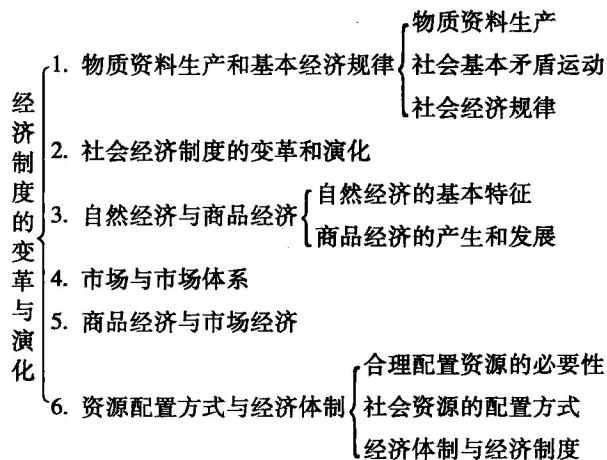 经济制度的变革与演化
1. 物质资料生产和基本经济规律
物质资料生产
社会基本矛盾运动
社会经济规律
2. 社会经济制度的变革和演化
3. 自然经济与商品经济
自然经济的基本特征
商品经济的产生和发展
4. 市场与市场体系
5. 商品经济与市场经济
6. 资源配置方式与经济体制
合理配置资源的必要性
社会资源的配置方式
经济体制与经济制度